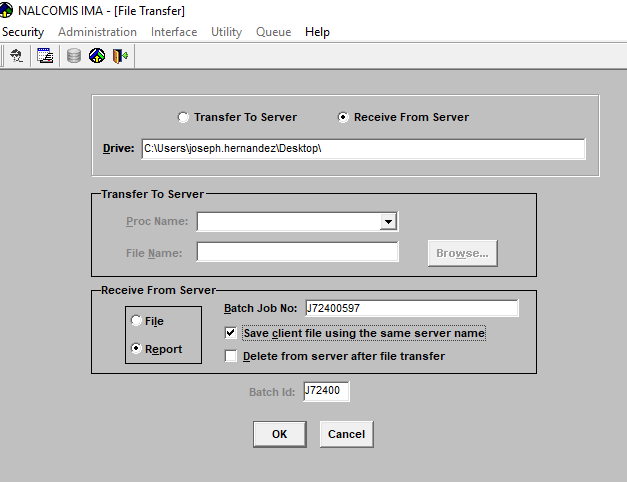 NALCOMIS IMA - [File Transfer]
Security Administration Interface Utility Queue Help
Transfer To Server Receive From Server
Drive: C:\Users\joseph.hernandez\Desktop\
Transfer To Server
Proc Name:
File Name: Browse...
Receive From Server
File
Report
Batch Job No: J72400597
Save client file using the same server name
Delete from server after file transfer
Batch Id: J72400
OK Cancel